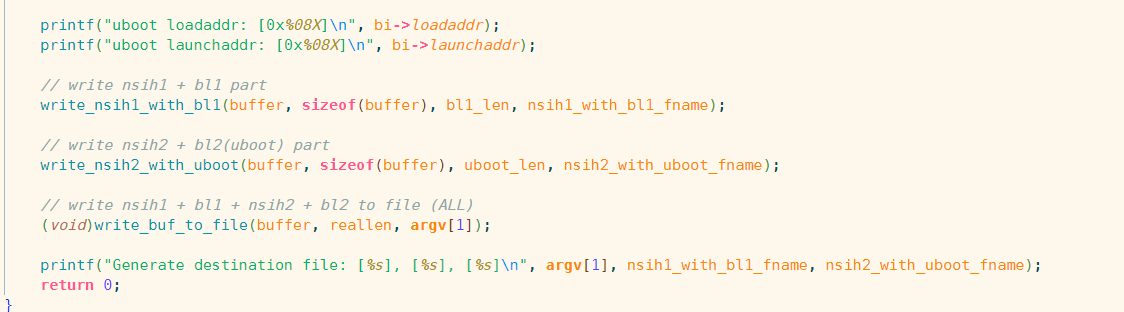 printf("uboot loadaddr: [0x%08X]\n", bi->loadaddr);
printf("uboot launchaddr: [0x%08X]\n", bi->launchaddr);
// write nsih1 + bl1 part
write_nsih1_with_bl1(buffer, sizeof(buffer), bl1_len, nsih1_with_bl1_fname);
// write nsih2 + bl2(uboot) part
write_nsih2_with_uboot(buffer, sizeof(buffer), uboot_len, nsih2_with_uboot_fname);
// write nsih1 + bl1 + nsih2 + bl2 to file (ALL)
(void)write_buf_to_file(buffer, reallen, argv[1]);
printf("Generate destination file: [%s], [%s], [%s]\n", argv[1], nsih1_with_bl1_fname, nsih2_with_uboot_fname);
return 0;
}